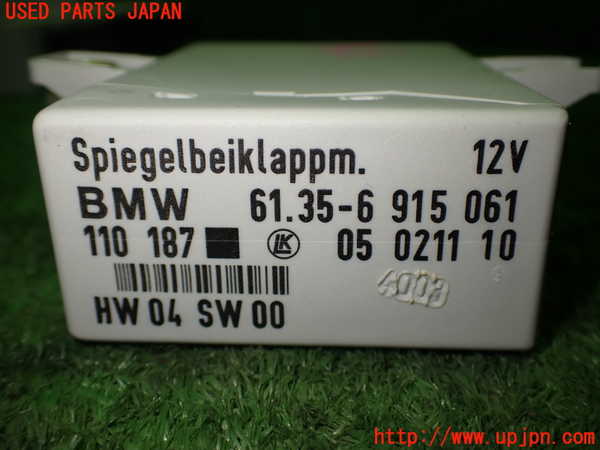 USED PARTS JAPAN
Spiegelbeiklappm. 12V
BMW 61.35-6 915 061
110 187 LK 05 0211 10
HW 04 SW 00
http://www.upjpn.com/